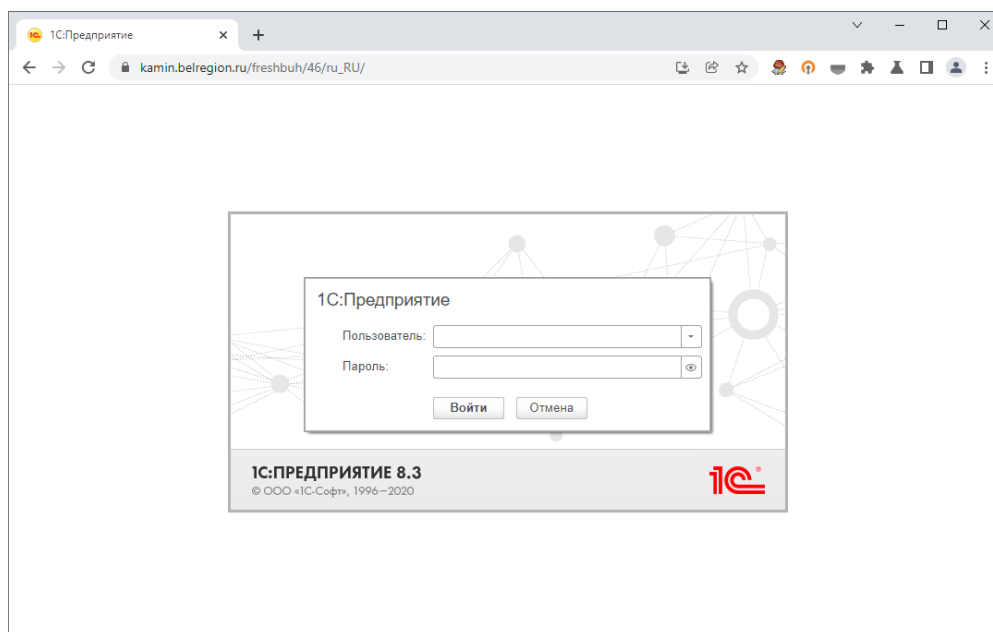 1С:Предприятие
kamin.belregion.ru/freshbuh/46/ru_RU/
1С:Предприятие
Пользователь:
Пароль:
Войти Отмена
1С:ПРЕДПРИЯТИЕ 8.3
© ООО «1С-Софт», 1996–2020
1С®